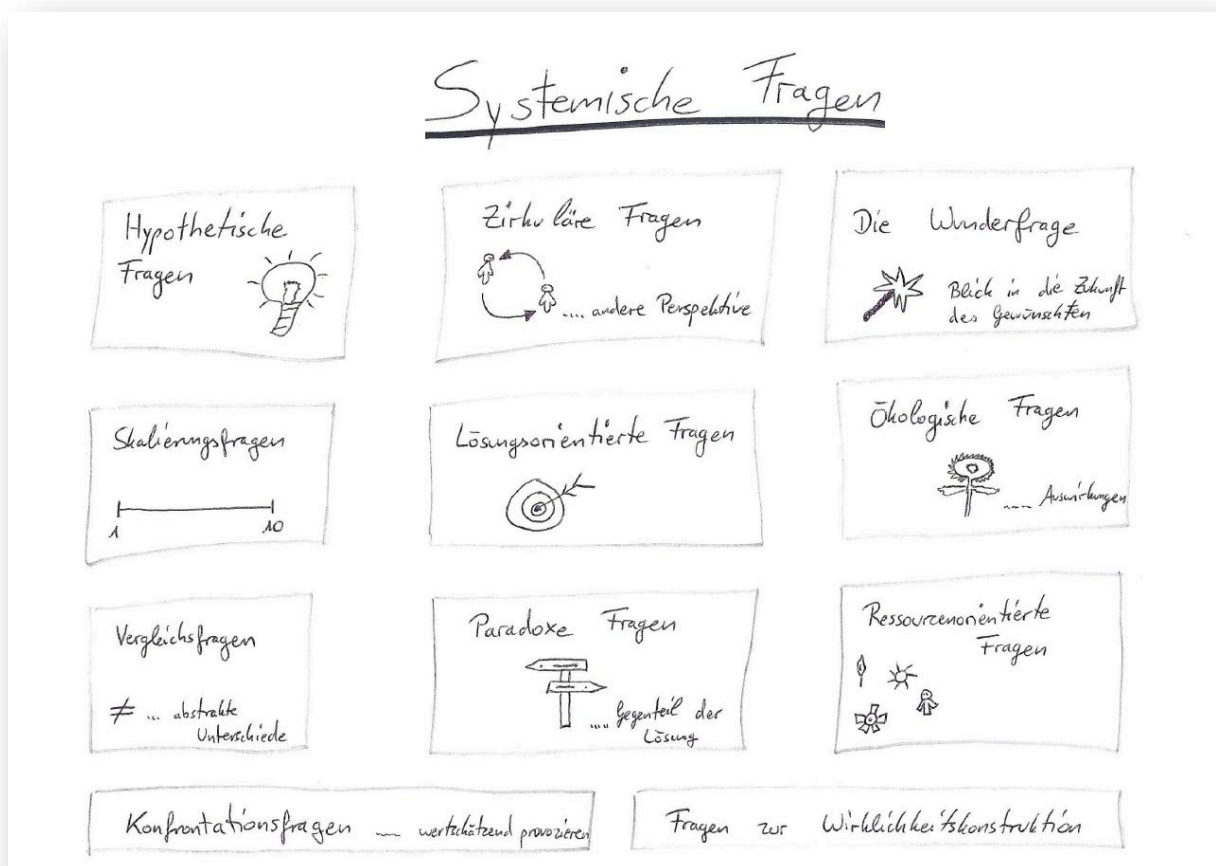 Systemische Fragen
Hypothetische
Fragen
Zirkuläre Fragen
.... andere Perspektive
Die Wunderfrage
Blick in die Zukunft
des Gewünschten
Skalierungsfragen
1 10
Lösungsorientierte Fragen
Ökologische Fragen
.... Auswirkungen
Vergleichsfragen
≠ ... abstrakte
Unterschiede
Paradoxe Fragen
.... Gegenteil der
Lösung
Ressourcenorientierte
Fragen
Konfrontationsfragen .... wertschätzend provozieren
Fragen zur Wirklichkeitskonstruktion